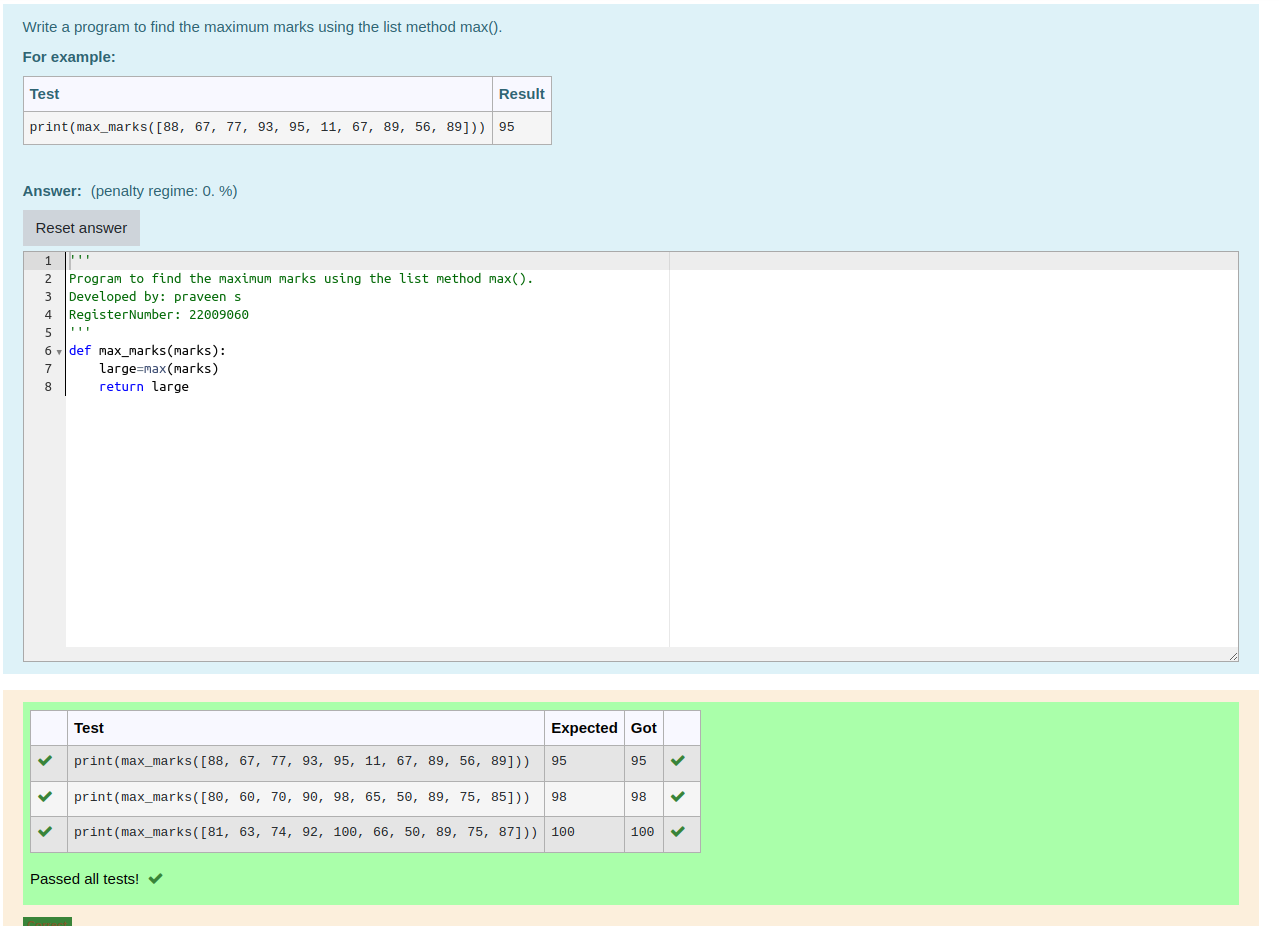 Write a program to find the maximum marks using the list method max().
For example:
Test Result
print(max_marks([88, 67, 77, 93, 95, 11, 67, 89, 56, 89])) 95
Answer: (penalty regime: 0. %)
Reset answer
1 '''
2 Program to find the maximum marks using the list method max().
3 Developed by: praveen s
4 RegisterNumber: 22009060
5 '''
6 def max_marks(marks):
7     large=max(marks)
8     return large
Test Expected Got
print(max_marks([88, 67, 77, 93, 95, 11, 67, 89, 56, 89])) 95 95
print(max_marks([80, 60, 70, 90, 98, 65, 50, 89, 75, 85])) 98 98
print(max_marks([81, 63, 74, 92, 100, 66, 50, 89, 75, 87])) 100 100
Passed all tests!